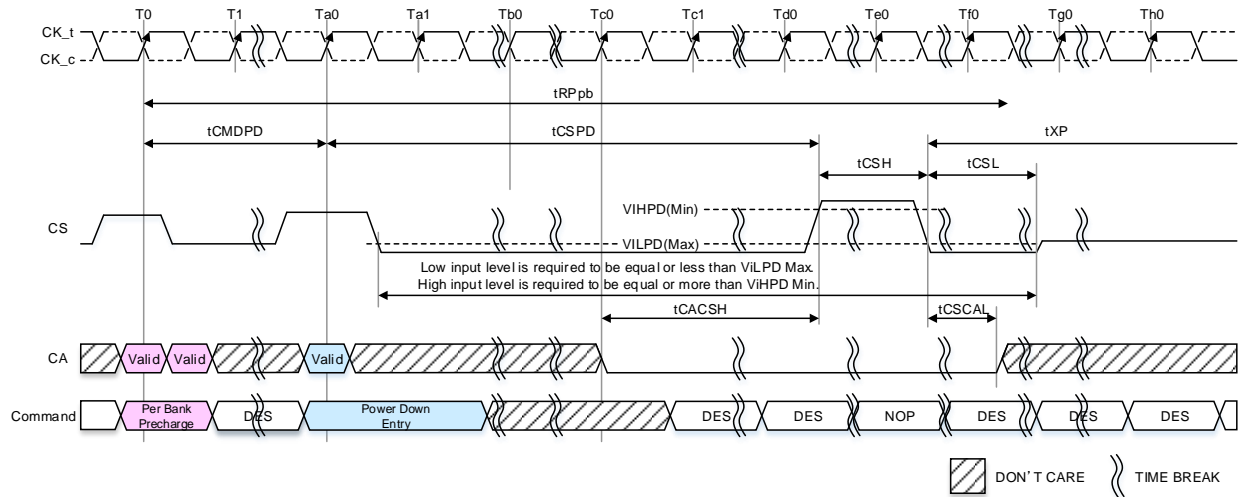 T0 T1 Ta0 Ta1 Tb0 Tc0 Tc1 Td0 Te0 Tf0 Tg0 Th0
CK_t
CK_c
tRPpb
tCMDPD tCSPD tXP
tCSH tCSL
VIHPD(Min)
CS
VILPD(Max)
Low input level is required to be equal or less than ViLPD Max.
High input level is required to be equal or more than ViHPD Min.
tCACSH tCSCAL
CA Valid Valid Valid
Command Per Bank Precharge DES Power Down Entry DES DES NOP DES DES DES
DON'T CARE TIME BREAK